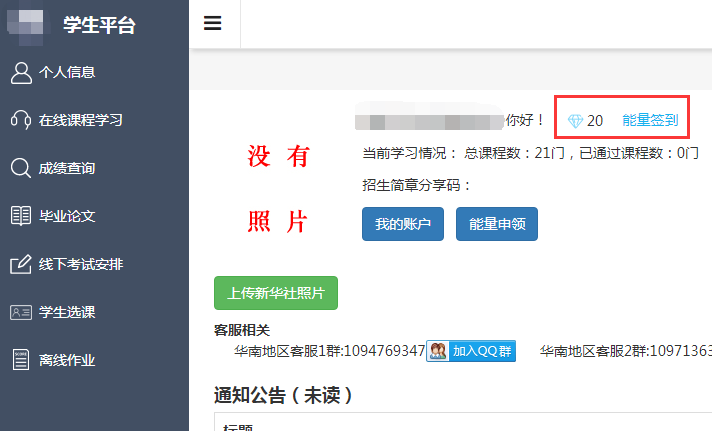 学生平台
个人信息
在线课程学习
成绩查询
毕业论文
线下考试安排
学生选课
离线作业
你好！ 20 能量签到
没 有
照 片
当前学习情况： 总课程数：21门，已通过课程数：0门
招生简章分享码：
我的账户 能量申领
上传新华社照片
客服相关
华南地区客服1群:1094769347 加入QQ群 华南地区客服2群:1097136
通知公告（未读）
标题